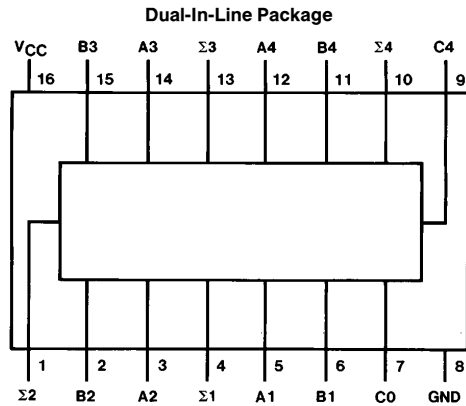 Dual-In-Line Package
VCC B3 A3 Σ3 A4 B4 Σ4 C4
16 15 14 13 12 11 10 9
1 2 3 4 5 6 7 8
Σ2 B2 A2 Σ1 A1 B1 C0 GND